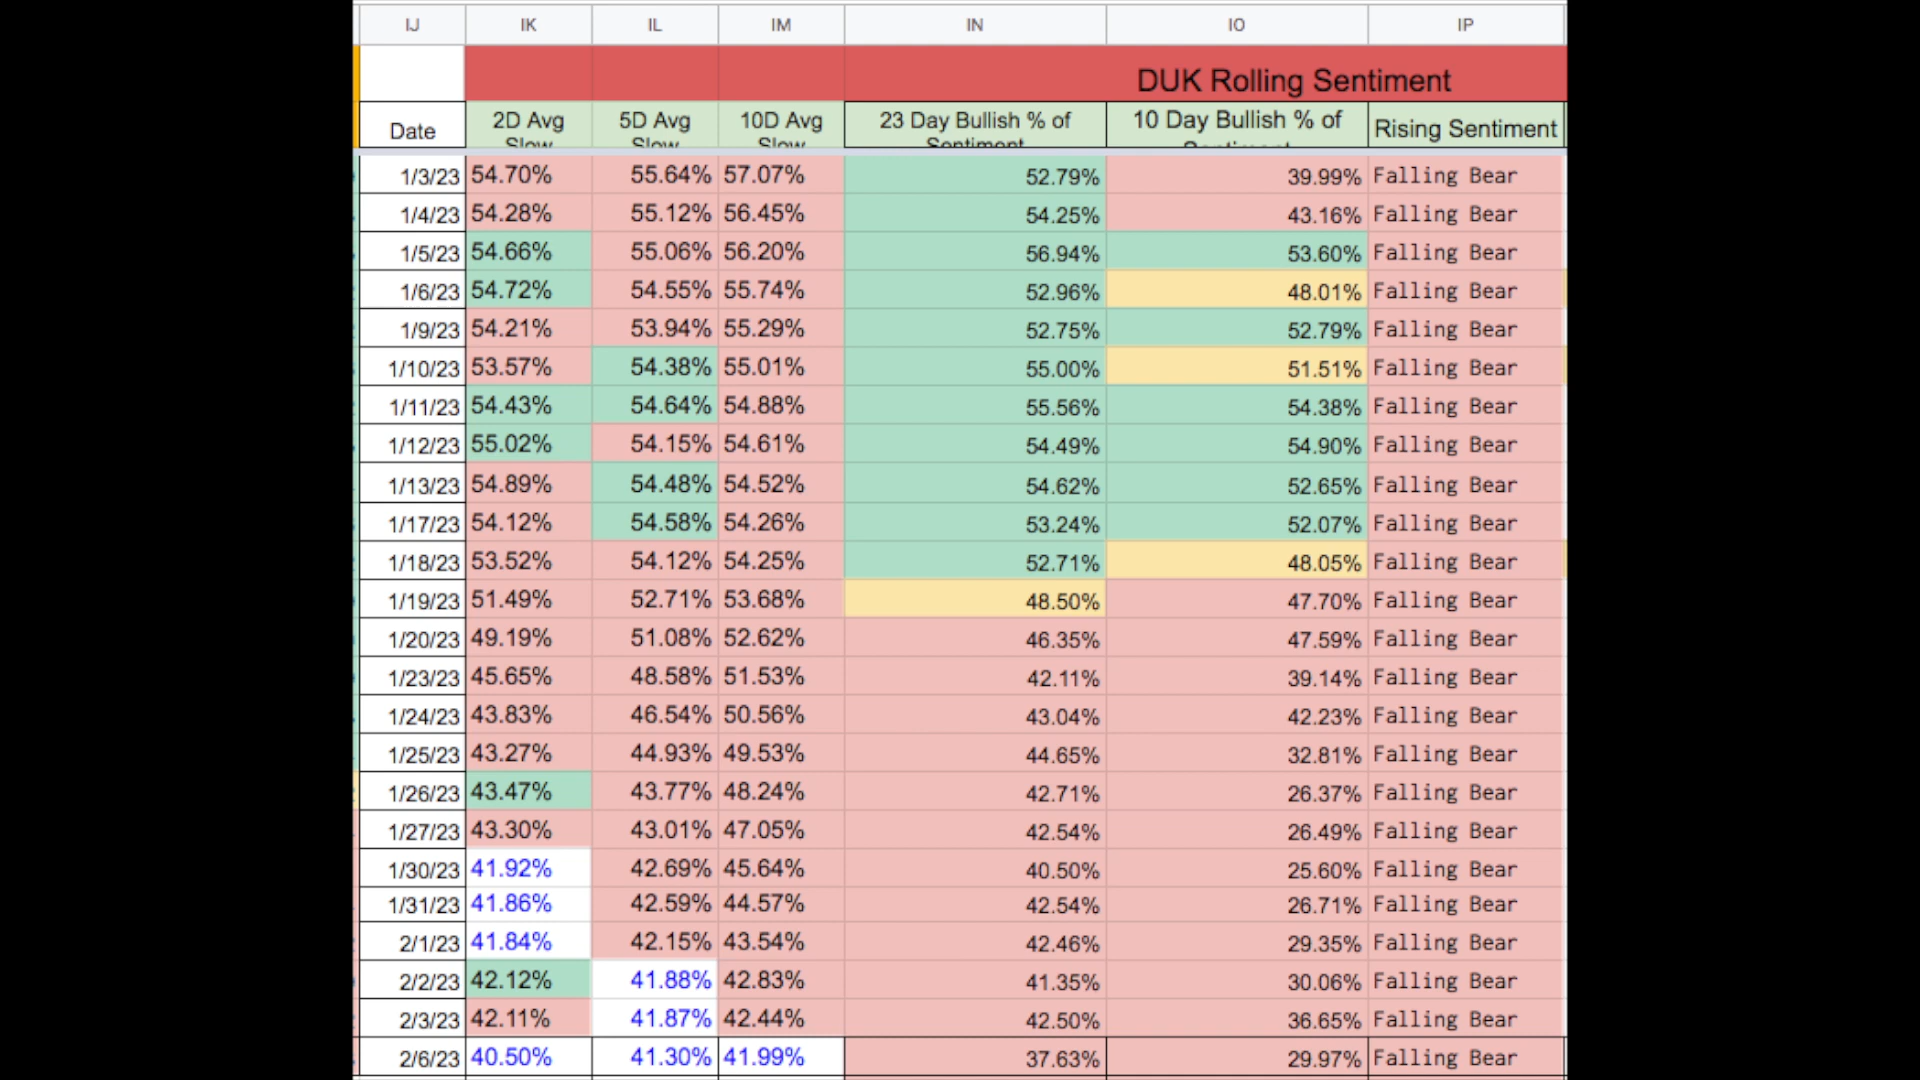 IJ IK IL IM IN IO IP
DUK Rolling Sentiment
Date 2D Avg Slow 5D Avg Slow 10D Avg Slow 23 Day Bullish % of Sentiment 10 Day Bullish % of Sentiment Rising Sentiment
1/3/23 54.70% 55.64% 57.07% 52.79% 39.99% Falling Bear
1/4/23 54.28% 55.12% 56.45% 54.25% 43.16% Falling Bear
1/5/23 54.66% 55.06% 56.20% 56.94% 53.60% Falling Bear
1/6/23 54.72% 54.55% 55.74% 52.96% 48.01% Falling Bear
1/9/23 54.21% 53.94% 55.29% 52.75% 52.79% Falling Bear
1/10/23 53.57% 54.38% 55.01% 55.00% 51.51% Falling Bear
1/11/23 54.43% 54.64% 54.88% 55.56% 54.38% Falling Bear
1/12/23 55.02% 54.15% 54.61% 54.49% 54.90% Falling Bear
1/13/23 54.89% 54.48% 54.52% 54.62% 52.65% Falling Bear
1/17/23 54.12% 54.58% 54.26% 53.24% 52.07% Falling Bear
1/18/23 53.52% 54.12% 54.25% 52.71% 48.05% Falling Bear
1/19/23 51.49% 52.71% 53.68% 48.50% 47.70% Falling Bear
1/20/23 49.19% 51.08% 52.62% 46.35% 47.59% Falling Bear
1/23/23 45.65% 48.58% 51.53% 42.11% 39.14% Falling Bear
1/24/23 43.83% 46.54% 50.56% 43.04% 42.23% Falling Bear
1/25/23 43.27% 44.93% 49.53% 44.65% 32.81% Falling Bear
1/26/23 43.47% 43.77% 48.24% 42.71% 26.37% Falling Bear
1/27/23 43.30% 43.01% 47.05% 42.54% 26.49% Falling Bear
1/30/23 41.92% 42.69% 45.64% 40.50% 25.60% Falling Bear
1/31/23 41.86% 42.59% 44.57% 42.54% 26.71% Falling Bear
2/1/23 41.84% 42.15% 43.54% 42.46% 29.35% Falling Bear
2/2/23 42.12% 41.88% 42.83% 41.35% 30.06% Falling Bear
2/3/23 42.11% 41.87% 42.44% 42.50% 36.65% Falling Bear
2/6/23 40.50% 41.30% 41.99% 37.63% 29.97% Falling Bear